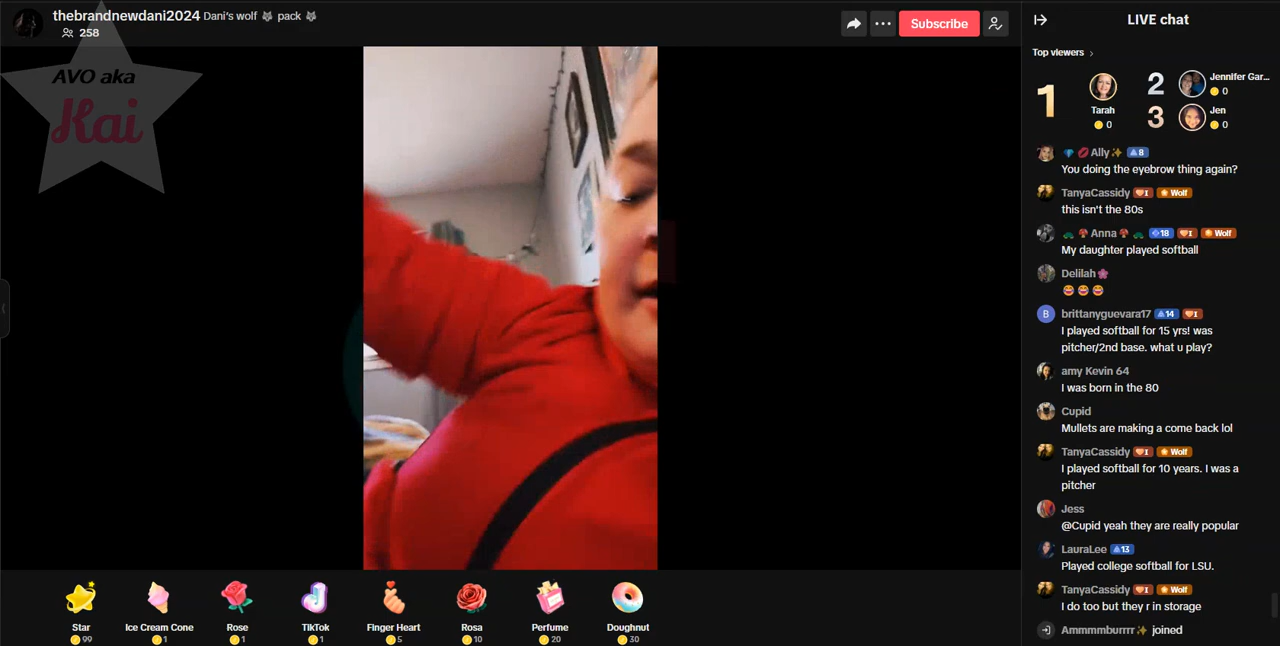 thebrandnewdani2024 Dani's wolf 🐺 pack 🐺
258
Subscribe
AVO aka
Kai
LIVE chat
Top viewers
1
Tarah
0
2
Jennifer Gar...
0
3
Jen
0
💎 💋 Ally ✨ 8
You doing the eyebrow thing again?
TanyaCassidy I Wolf
this isn't the 80s
Anna 18 I Wolf
My daughter played softball
Delilah🌸
😂 😂 😂
B brittanyguevara17 14 I
I played softball for 15 yrs! was
pitcher/2nd base. what u play?
amy Kevin 64
I was born in the 80
Cupid
Mullets are making a come back lol
TanyaCassidy I Wolf
I played softball for 10 years. I was a
pitcher
Jess
@Cupid yeah they are really popular
LauraLee 13
Played college softball for LSU.
TanyaCassidy I Wolf
I do too but they r in storage
Ammmmburrrr✨ joined
Star
99
Ice Cream Cone
1
Rose
1
TikTok
1
Finger Heart
5
Rosa
10
Perfume
20
Doughnut
30